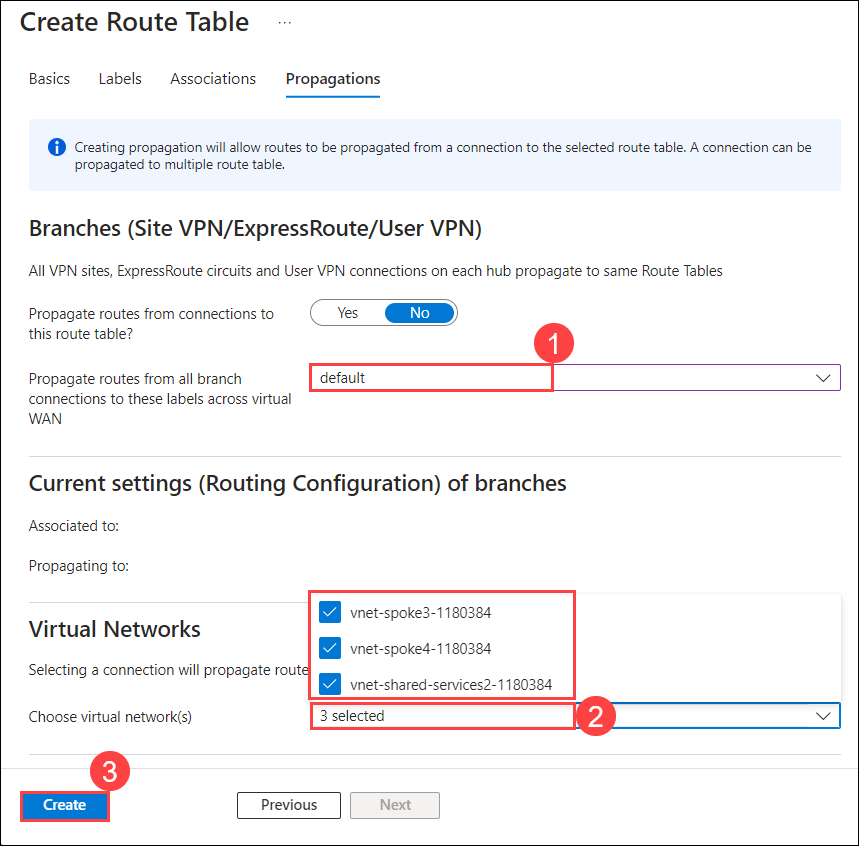 Create Route Table ...
Basics Labels Associations Propagations
Creating propagation will allow routes to be propagated from a connection to the selected route table. A connection can be
propagated to multiple route table.
Branches (Site VPN/ExpressRoute/User VPN)
All VPN sites, ExpressRoute circuits and User VPN connections on each hub propagate to same Route Tables
Propagate routes from connections to
this route table?
Yes No
1
Propagate routes from all branch
connections to these labels across virtual
WAN
default
Current settings (Routing Configuration) of branches
Associated to:
Propagating to:
vnet-spoke3-1180384
Virtual Networks
vnet-spoke4-1180384
Selecting a connection will propagate route
vnet-shared-services2-1180384
Choose virtual network(s)
3 selected
2
3
Create Previous Next